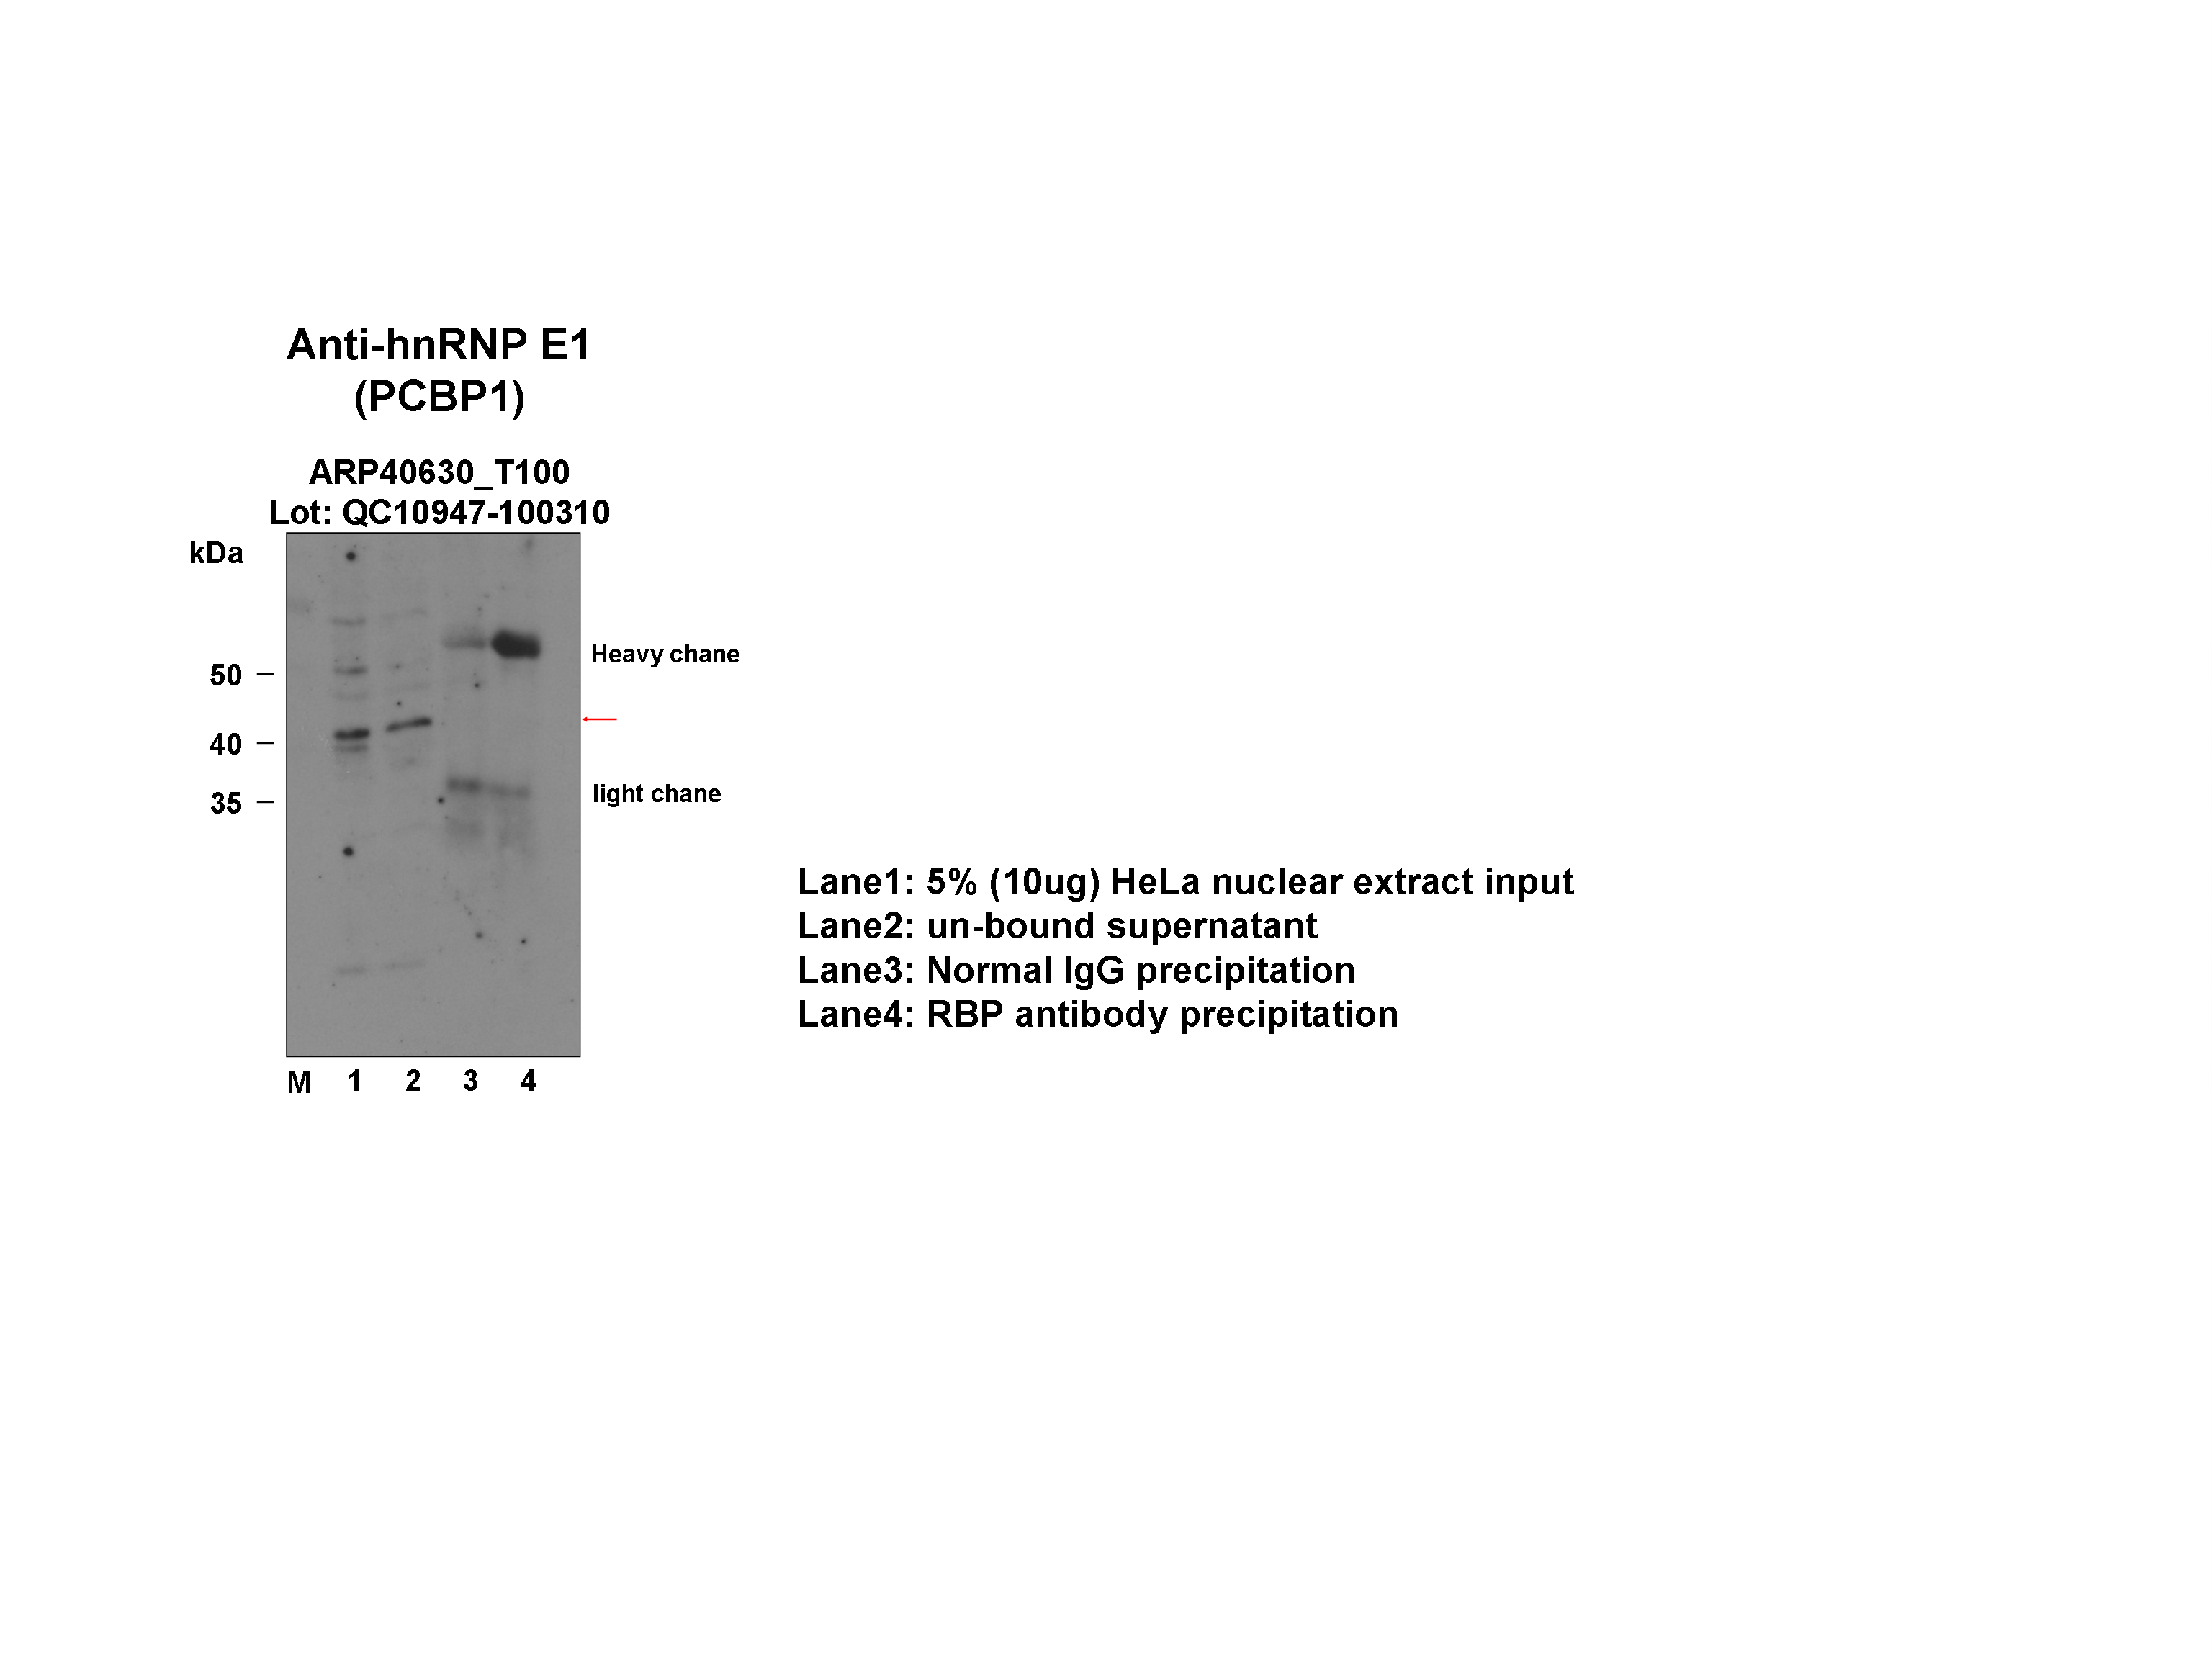 Anti-hnRNP E1
(PCBP1)
ARP40630_T100
Lot: QC10947-100310
kDa
Heavy chane
50
40
light chane
35
Lane1: 5% (10ug) HeLa nuclear extract input
Lane2: un-bound supernatant
Lane3: Normal IgG precipitation
Lane4: RBP antibody precipitation
M 1 2 3 4